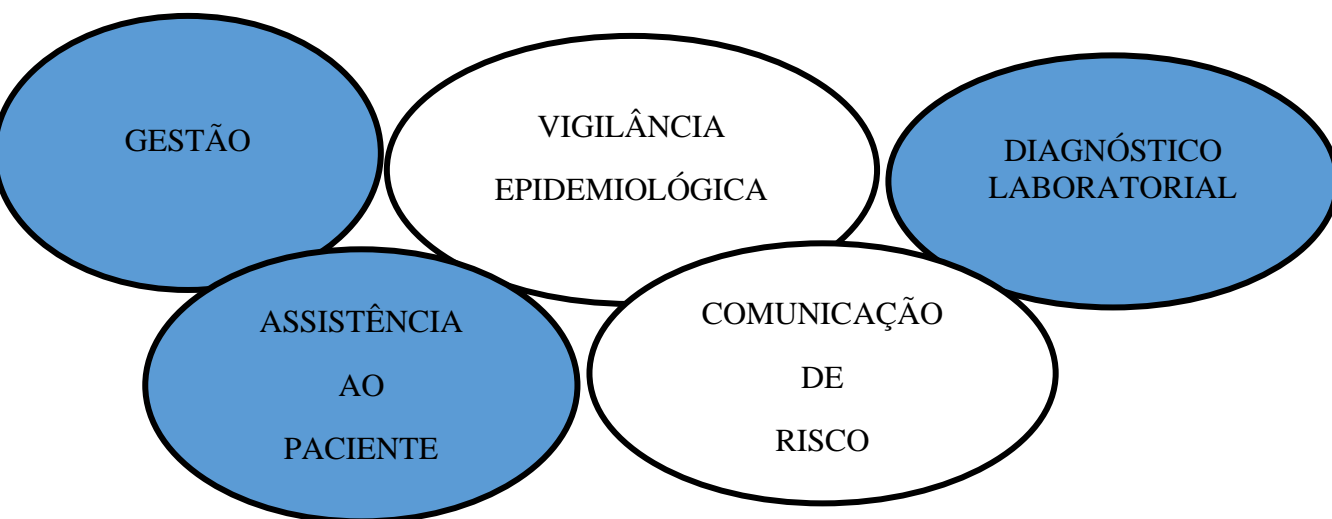 GESTÃO
VIGILÂNCIA
EPIDEMIOLÓGICA
DIAGNÓSTICO
LABORATORIAL
ASSISTÊNCIA
AO
PACIENTE
COMUNICAÇÃO
DE
RISCO